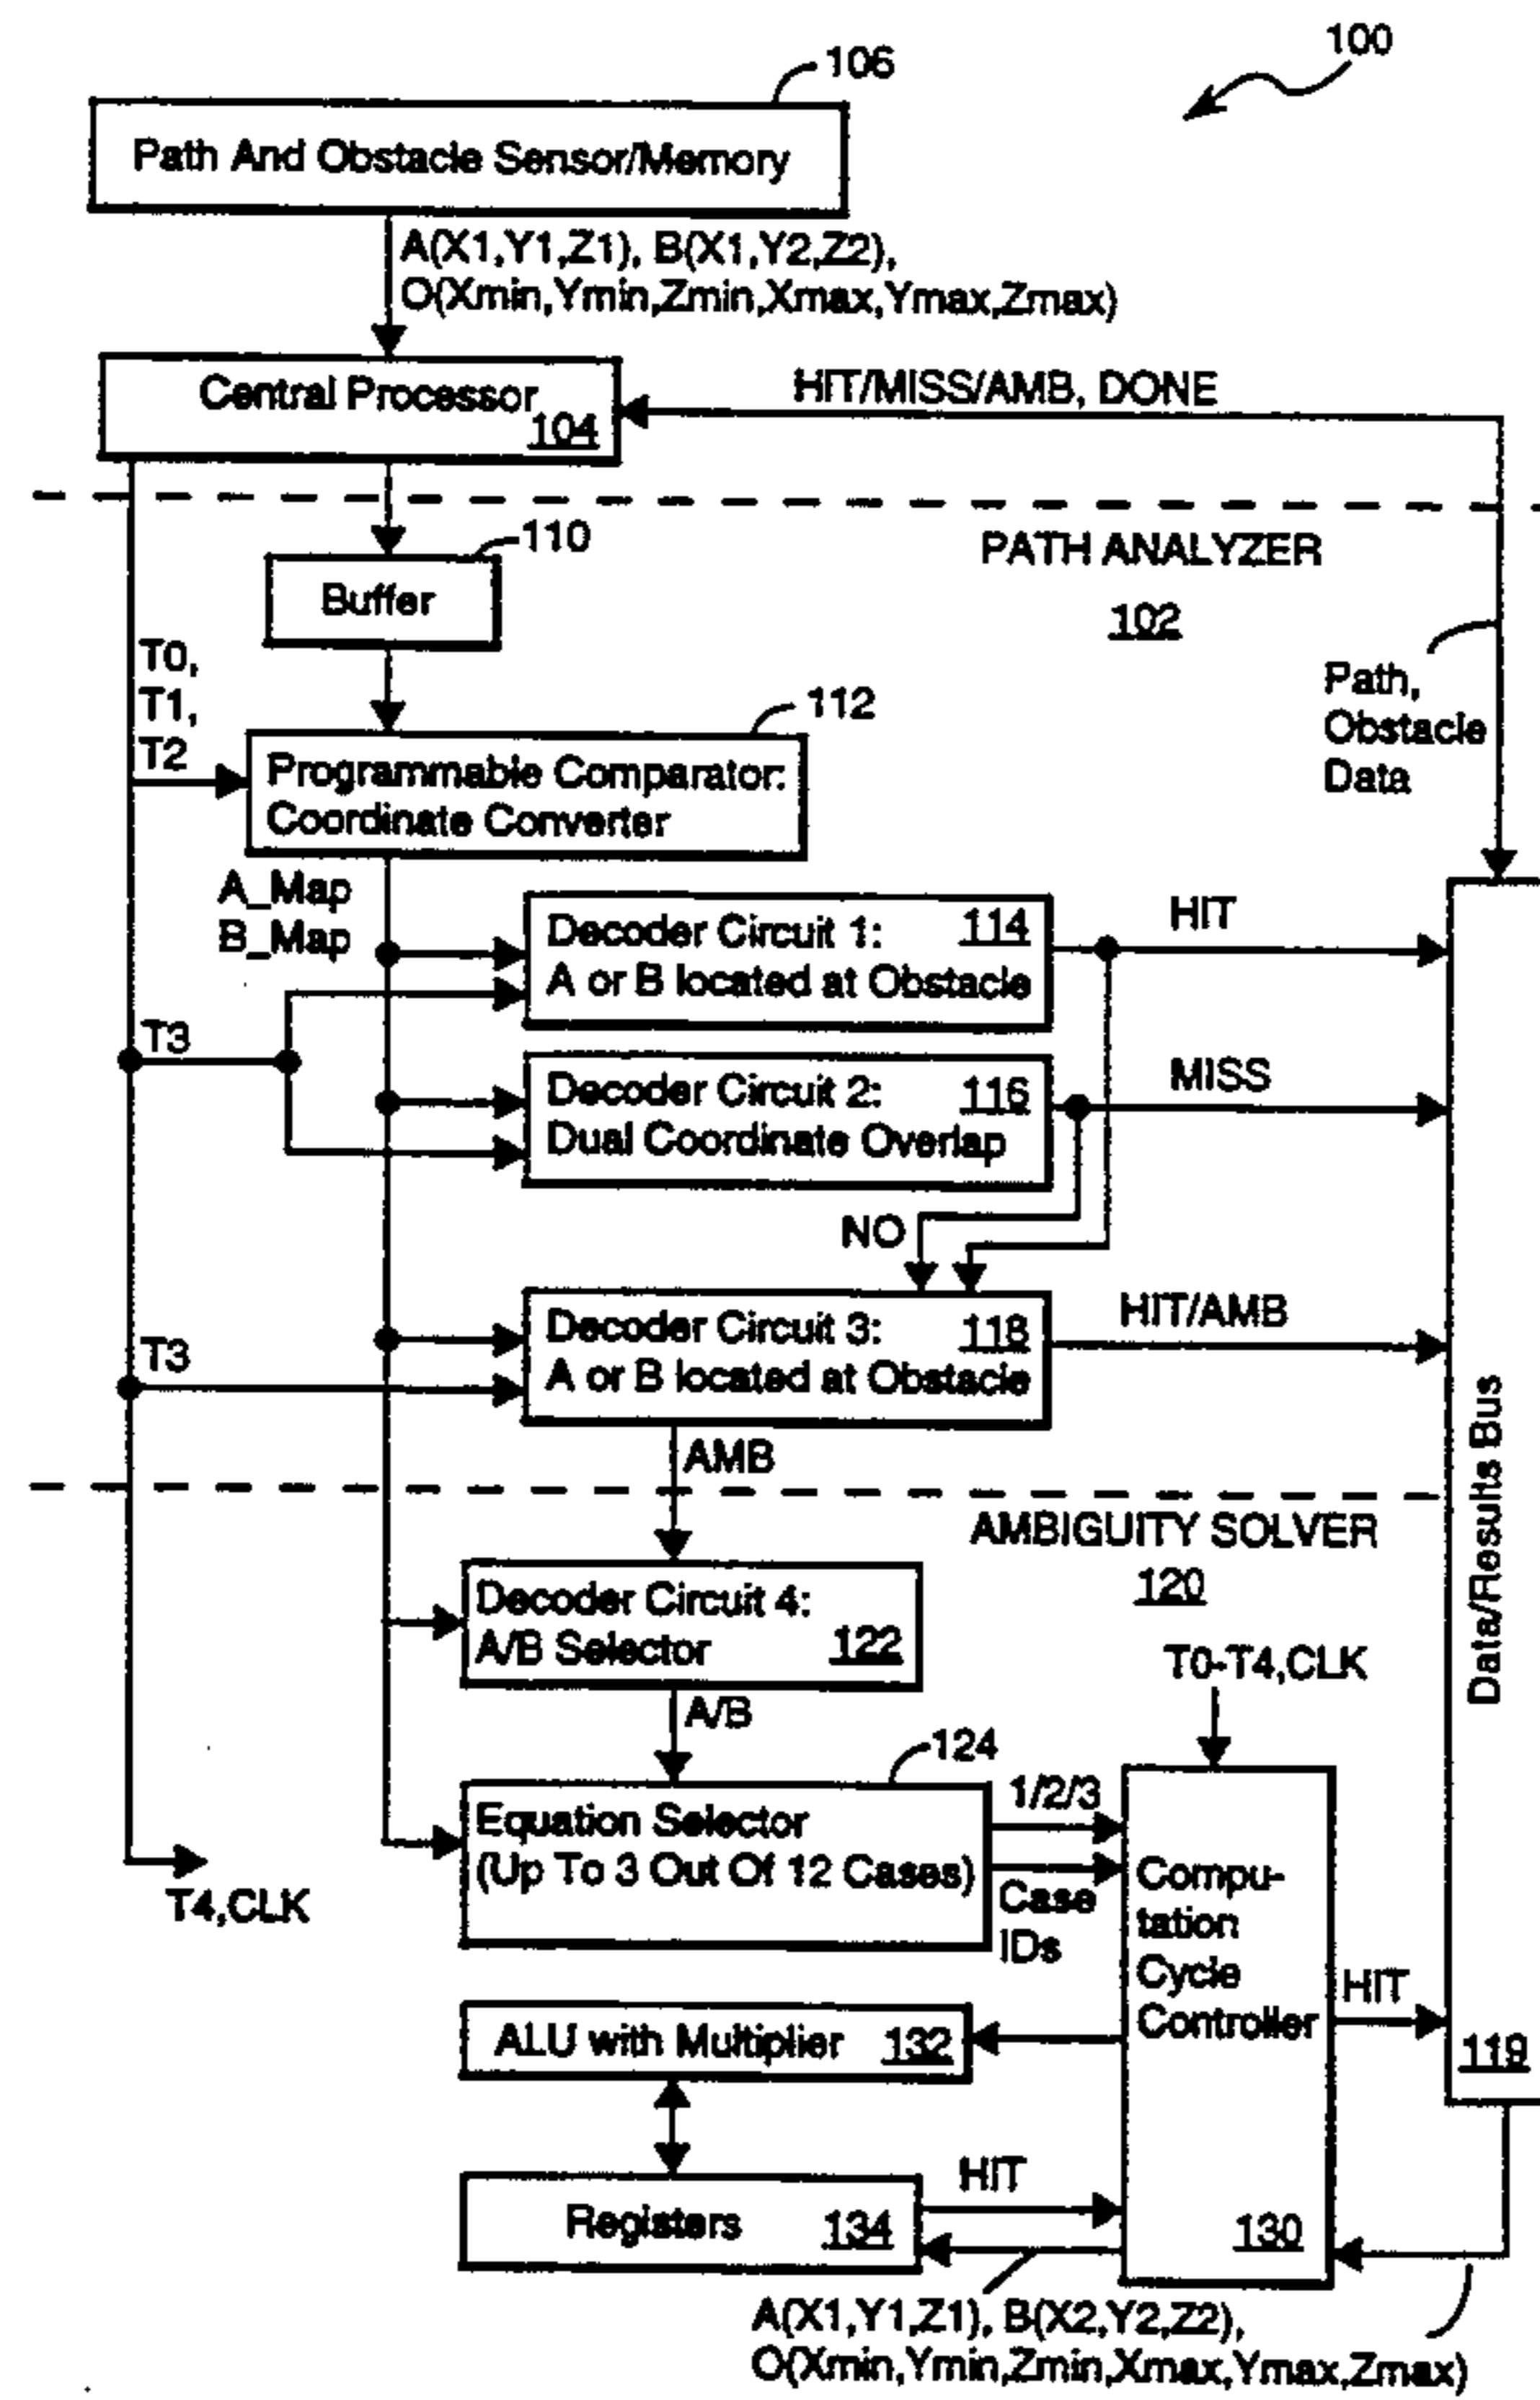 100
106
Path And Obstacle Sensor/Memory
A(X1,Y1,Z1), B(X1,Y2,Z2),
O(Xmin,Ymin,Zmin,Xmax,Ymax,Zmax)
Central Processor
104
HIT/MISS/AMB, DONE
110
PATH ANALYZER
102
Buffer
T0,
T1,
T2
Path,
Obstacle
Data
112
Programmable Comparator:
Coordinate Converter
A_Map
B_Map
Decoder Circuit 1: 114
A or B located at Obstacle
HIT
T3
Decoder Circuit 2: 116
Dual Coordinate Overlap
MISS
NO
Decoder Circuit 3: 118
A or B located at Obstacle
HIT/AMB
T3
AMB
Data/Results Bus
AMBIGUITY SOLVER
120
Decoder Circuit 4:
A/B Selector 122
T0-T4,CLK
A/B
124
Equation Selector
(Up To 3 Out Of 12 Cases)
1/2/3
Case
IDs
T4,CLK
Compu-
tation
Cycle
Controller
HIT
ALU with Multiplier 132
119
HIT
Registers 134
130
A(X1,Y1,Z1), B(X2,Y2,Z2),
O(Xmin,Ymin,Zmin,Xmax,Ymax,Zmax)